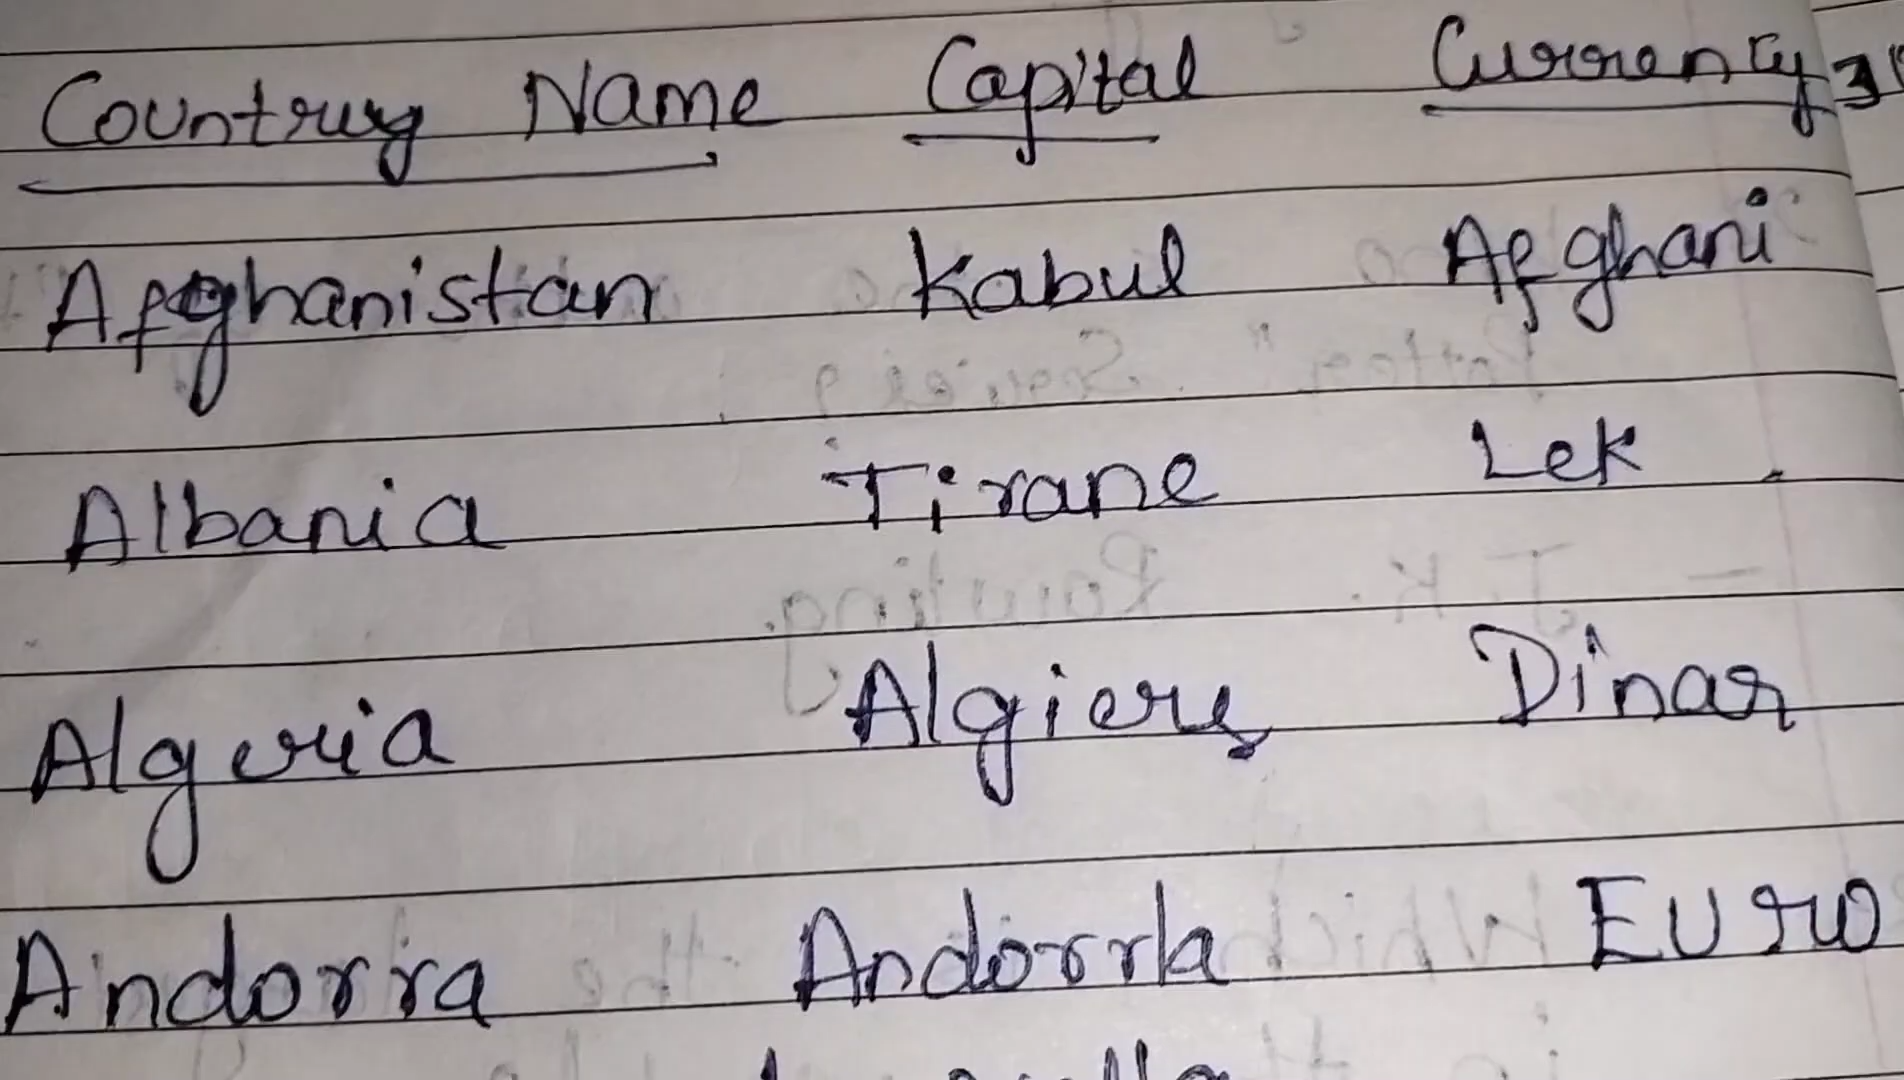 Country Name Capital Currency
Afghanistan Kabul Afghani
Albania Tirane Lek
Algeria Algiers Dinar
Andorra Andorra Euro